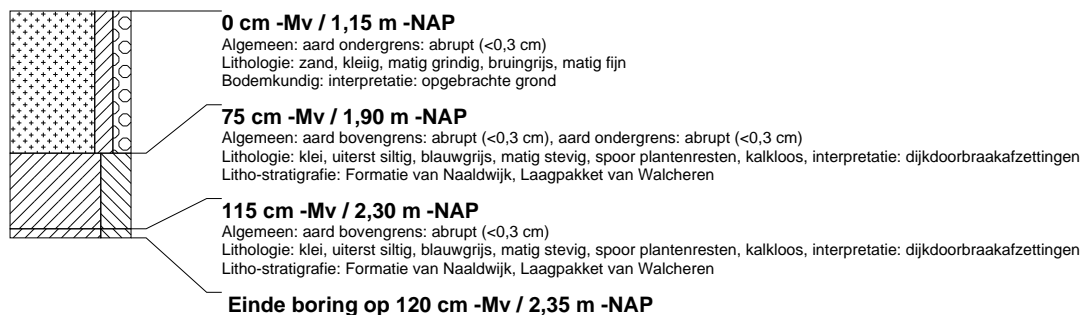 0 cm -Mv / 1,15 m -NAP
Algemeen: aard ondergrens: abrupt (<0,3 cm)
Lithologie: zand, kleiig, matig grindig, bruingrijs, matig fijn
Bodemkundig: interpretatie: opgebrachte grond
75 cm -Mv / 1,90 m -NAP
Algemeen: aard bovengrens: abrupt (<0,3 cm), aard ondergrens: abrupt (<0,3 cm)
Lithologie: klei, uiterst siltig, blauwgrijs, matig stevig, spoor plantenresten, kalkloos, interpretatie: dijkdoorbraakafzettingen
Litho-stratigrafie: Formatie van Naaldwijk, Laagpakket van Walcheren
115 cm -Mv / 2,30 m -NAP
Algemeen: aard bovengrens: abrupt (<0,3 cm)
Lithologie: klei, uiterst siltig, blauwgrijs, matig stevig, spoor plantenresten, kalkloos, interpretatie: dijkdoorbraakafzettingen
Litho-stratigrafie: Formatie van Naaldwijk, Laagpakket van Walcheren
Einde boring op 120 cm -Mv / 2,35 m -NAP